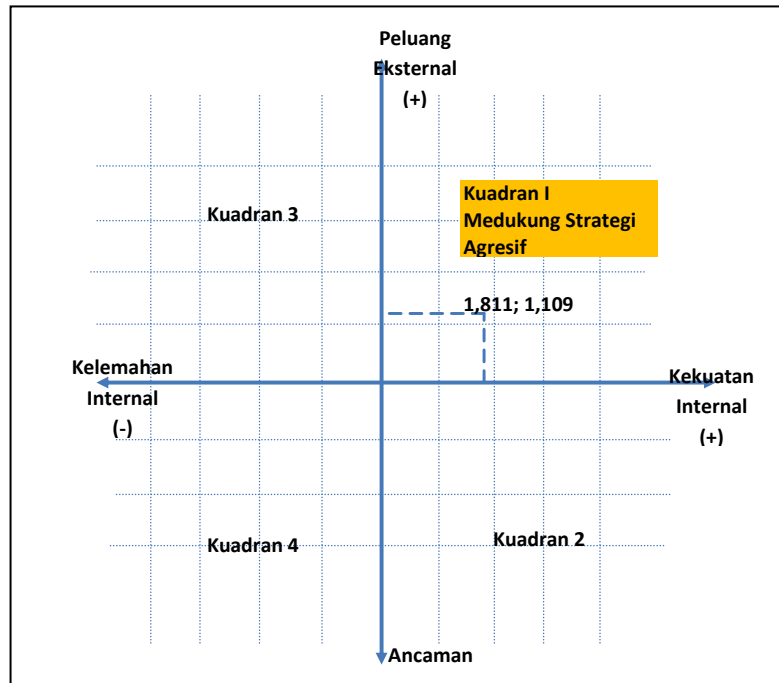 Peluang
Eksternal
(+)
Kuadran I
Medukung Strategi
Agresif
Kuadran 3
1,811; 1,109
Kelemahan
Internal
(-)
Kekuatan
Internal
(+)
Kuadran 4
Kuadran 2
Ancaman